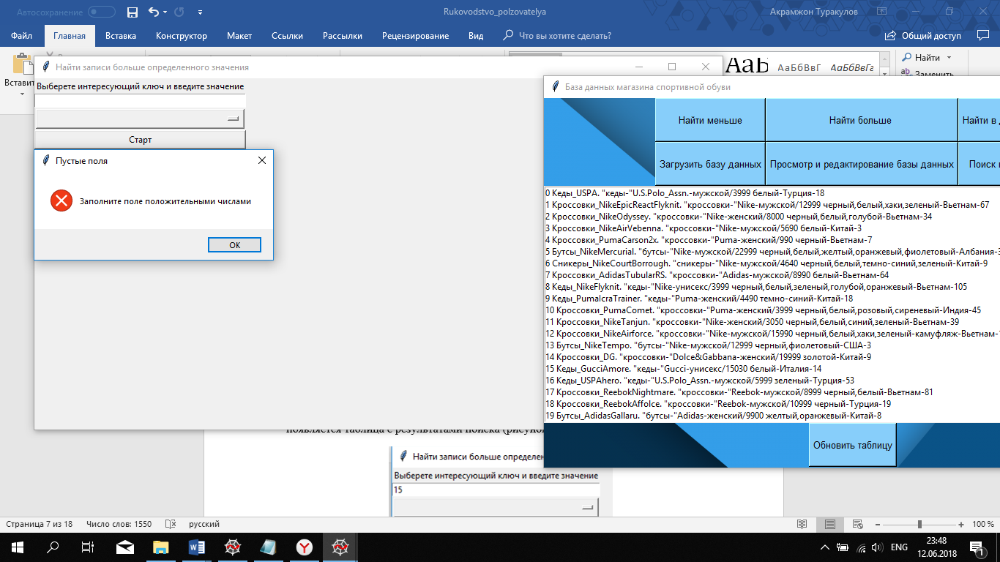 Автосохранение
Rukovodstvo_polzovatelya
Акрамжон Туракулов
Файл Главная Вставка Конструктор Макет Ссылки Рассылки Рецензирование Вид Что вы хотите сделать? Общий доступ
Найти
Заменить
АаБбВвГ АаБбВвГг
Найти записи больше определенного значения
Выберете интересующий ключ и введите значение
Старт
Пустые поля
Заполните поле положительными числами
OK
База данных магазина спортивной обуви
Найти меньше Найти больше Найти в
Загрузить базу данных Просмотр и редактирование базы данных Поиск
0 Кеды_USPA. "кеды-"U.S.Polo_Assn.-мужской/3999 белый-Турция-18
1 Кроссовки_NikeEpicReactFlyknit. "кроссовки-"Nike-мужской/12999 черный,белый,хаки,зеленый-Вьетнам-67
2 Кроссовки_NikeOdyssey. "кроссовки-"Nike-женский/8000 черный,белый,голубой-Вьетнам-34
3 Кроссовки_NikeAirVebenna. "кроссовки-"Nike-мужской/5690 белый-Китай-3
4 Кроссовки_PumaCarson2x. "кроссовки-"Puma-женский/990 черный-Вьетнам-7
5 Бутсы_NikeMercurial. "бутсы-"Nike-мужской/22999 черный,белый,желтый,оранжевый,фиолетовый-Албания-3
6 Сникеры_NikeCourtBorrough. "сникеры-"Nike-мужской/4640 черный,белый,темно-синий,зеленый-Китай-9
7 Кроссовки_AdidasTubularRS. "кроссовки-"Adidas-мужской/8990 белый-Вьетнам-64
8 Кеды_NikeFlyknit. "кеды-"Nike-унисекс/3999 черный,белый,зеленый,голубой,оранжевый-Вьетнам-105
9 Кеды_PumaIcraTrainer. "кеды-"Puma-женский/4490 темно-синий-Китай-18
10 Кроссовки_PumaComet. "кроссовки-"Puma-женский/3999 черный,белый,розовый,сиреневый-Индия-45
11 Кроссовки_NikeTanjun. "кроссовки-"Nike-женский/3050 черный,белый,синий,зеленый-Вьетнам-39
12 Кроссовки_NikeAirforce. "кроссовки-"Nike-мужской/15990 черный,белый,хаки,зеленый-камуфляж-Вьетнам-1
13 Бутсы_NikeTempo. "бутсы-"Nike-мужской/12999 черный,фиолетовый-США-3
14 Кроссовки_DG. "кроссовки-"Dolce&Gabbana-женский/19999 золотой-Китай-9
15 Кеды_GucciAmore. "кеды-"Gucci-унисекс/15030 белый-Италия-14
16 Кеды_USPAhero. "кеды-"U.S.Polo_Assn.-мужской/5999 зеленый-Турция-53
17 Кроссовки_ReebokNightmare. "кроссовки-"Reebok-мужской/8999 черный,белый-Вьетнам-81
18 Кроссовки_ReebokAffolce. "кроссовки-"Reebok-мужской/10999 черный-Турция-19
19 Бутсы_AdidasGallaru. "бутсы-"Adidas-женский/9900 желтый,оранжевый-Китай-8
Обновить таблицу
появляется таблица с результатами поиска (рисунок
Найти записи больше
Выберете интересующий ключ и введите значение
15
Страница 7 из 18 Число слов: 1550 русский 100 %
ENG
23:48
12.06.2018
1